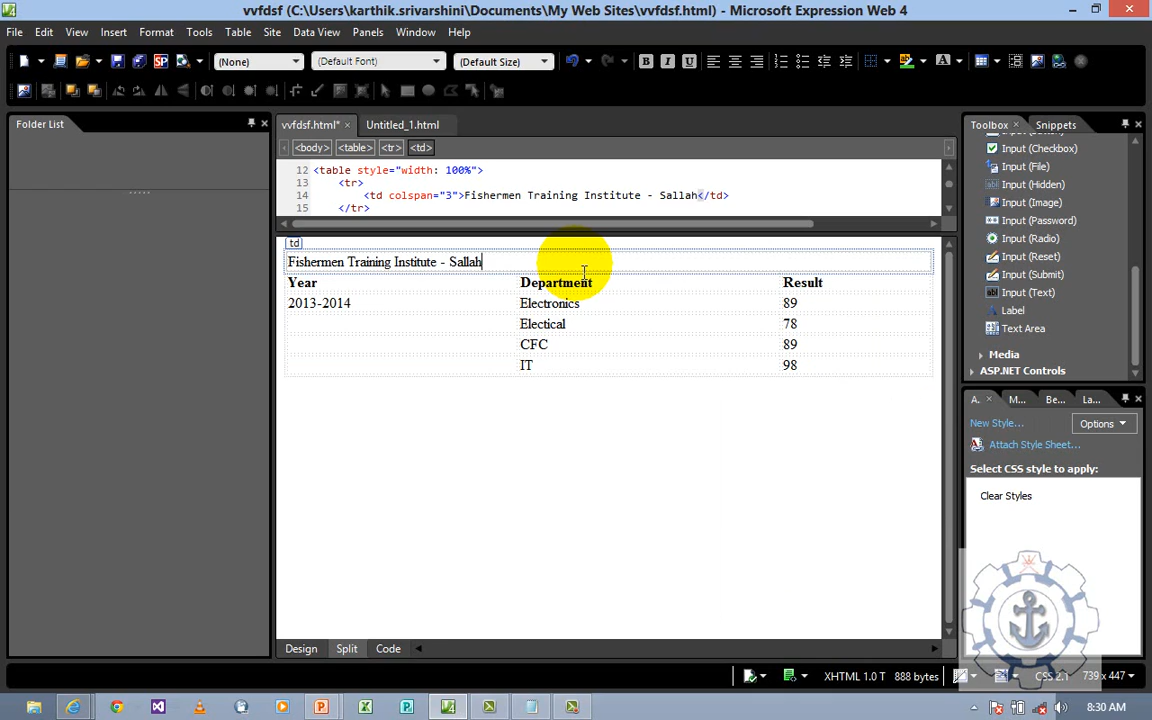 vvfdsf (C:\Users\karthik.srivarshini\Documents\My Web Sites\vvfdsf.html) - Microsoft Expression Web 4
File Edit View Insert Format Tools Table Site Data View Panels Window Help
(None) (Default Font) (Default Size) B I U A
Folder List
vvfdsf.html* Untitled_1.html
<body> <table> <tr> <td>
12 <table style="width: 100%">
13 <tr>
14 <td colspan="3">Fishermen Training Institute - Sallah</td>
15 </tr>
td
Fishermen Training Institute - Sallah
Year Department Result
2013-2014 Electronics 89
Electical 78
CFC 89
IT 98
Design Split Code
Toolbox Snippets
Input (Checkbox)
Input (File)
Input (Hidden)
Input (Image)
Input (Password)
Input (Radio)
Input (Reset)
Input (Submit)
Input (Text)
Label
Text Area
Media
ASP.NET Controls
A. M... Be... La...
New Style... Options
Attach Style Sheet...
Select CSS style to apply:
Clear Styles
XHTML 1.0 T 888 bytes CSS 2.1 739 x 447
8:30 AM